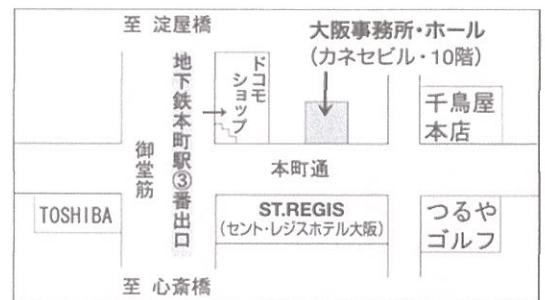 至 淀屋橋
大阪事務所・ホール
(カネセビル・10階)
地下鉄本町駅③番出口
ドコモ
ショップ
千鳥屋
本店
御堂筋
本町通
TOSHIBA
ST.REGIS
(セント・レジスホテル大阪)
つるや
ゴルフ
至 心斎橋